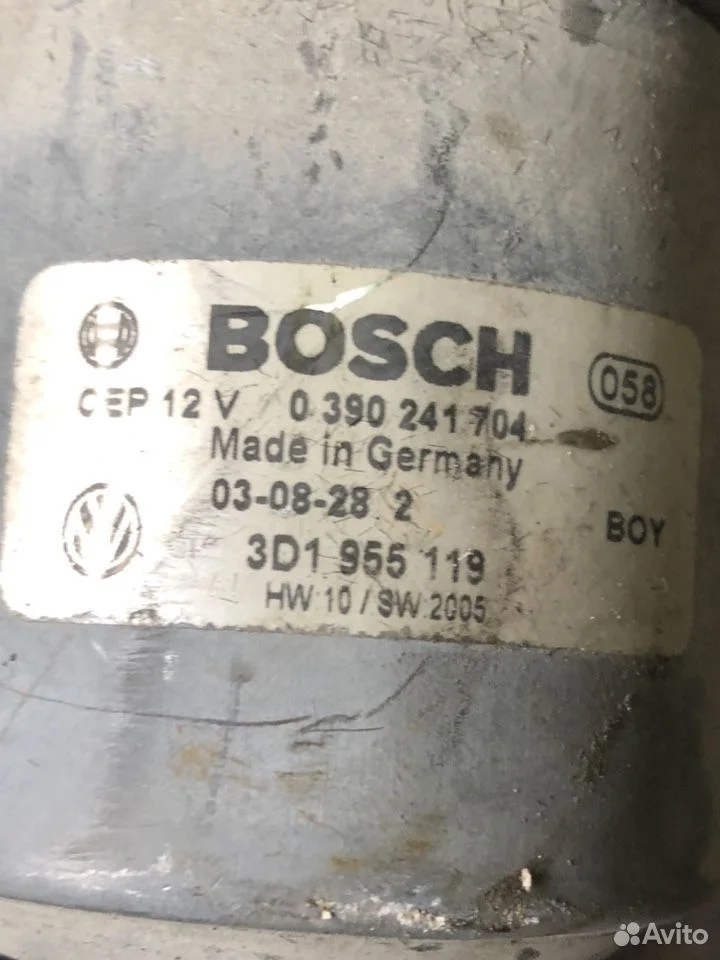 BOSCH
058
CEP 12 V 0 390 241 704
Made in Germany
03-08-28 2
BOY
3D1 955 119
HW:10 / SW:2005
Avito